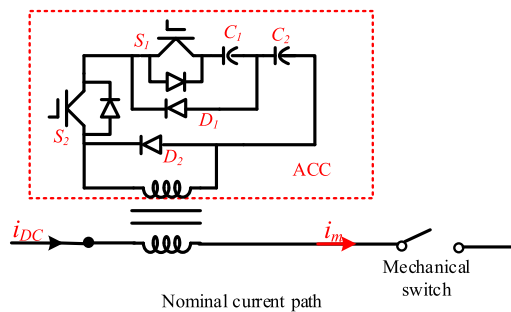 S1 C1 C2
D1
S2
D2
ACC
iDC im
Mechanical
switch
Nominal current path